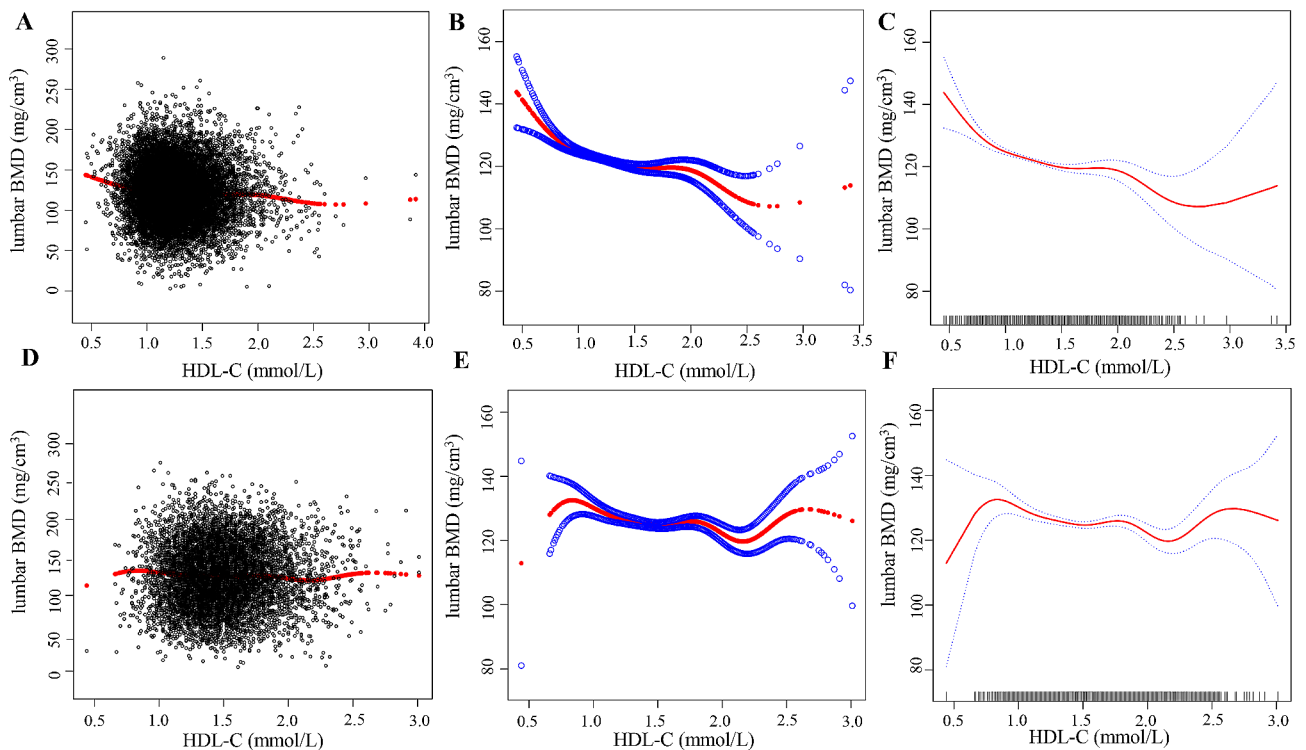 A
lumbar BMD (mg/cm³)
300
250
200
150
100
50
0
0.5 1.0 1.5 2.0 2.5 3.0 3.5 4.0
HDL-C (mmol/L)
B
lumbar BMD (mg/cm³)
160
140
120
100
80
0.5 1.0 1.5 2.0 2.5 3.0 3.5
HDL-C (mmol/L)
C
lumbar BMD (mg/cm³)
160
140
120
100
80
0.5 1.0 1.5 2.0 2.5 3.0 3.5
HDL-C (mmol/L)
D
lumbar BMD (mg/cm³)
300
250
200
150
100
50
0
0.5 1.0 1.5 2.0 2.5 3.0
HDL-C (mmol/L)
E
lumbar BMD (mg/cm³)
160
140
120
100
80
0.5 1.0 1.5 2.0 2.5 3.0
HDL-C (mmol/L)
F
lumbar BMD (mg/cm³)
160
140
120
100
80
0.5 1.0 1.5 2.0 2.5 3.0
HDL-C (mmol/L)